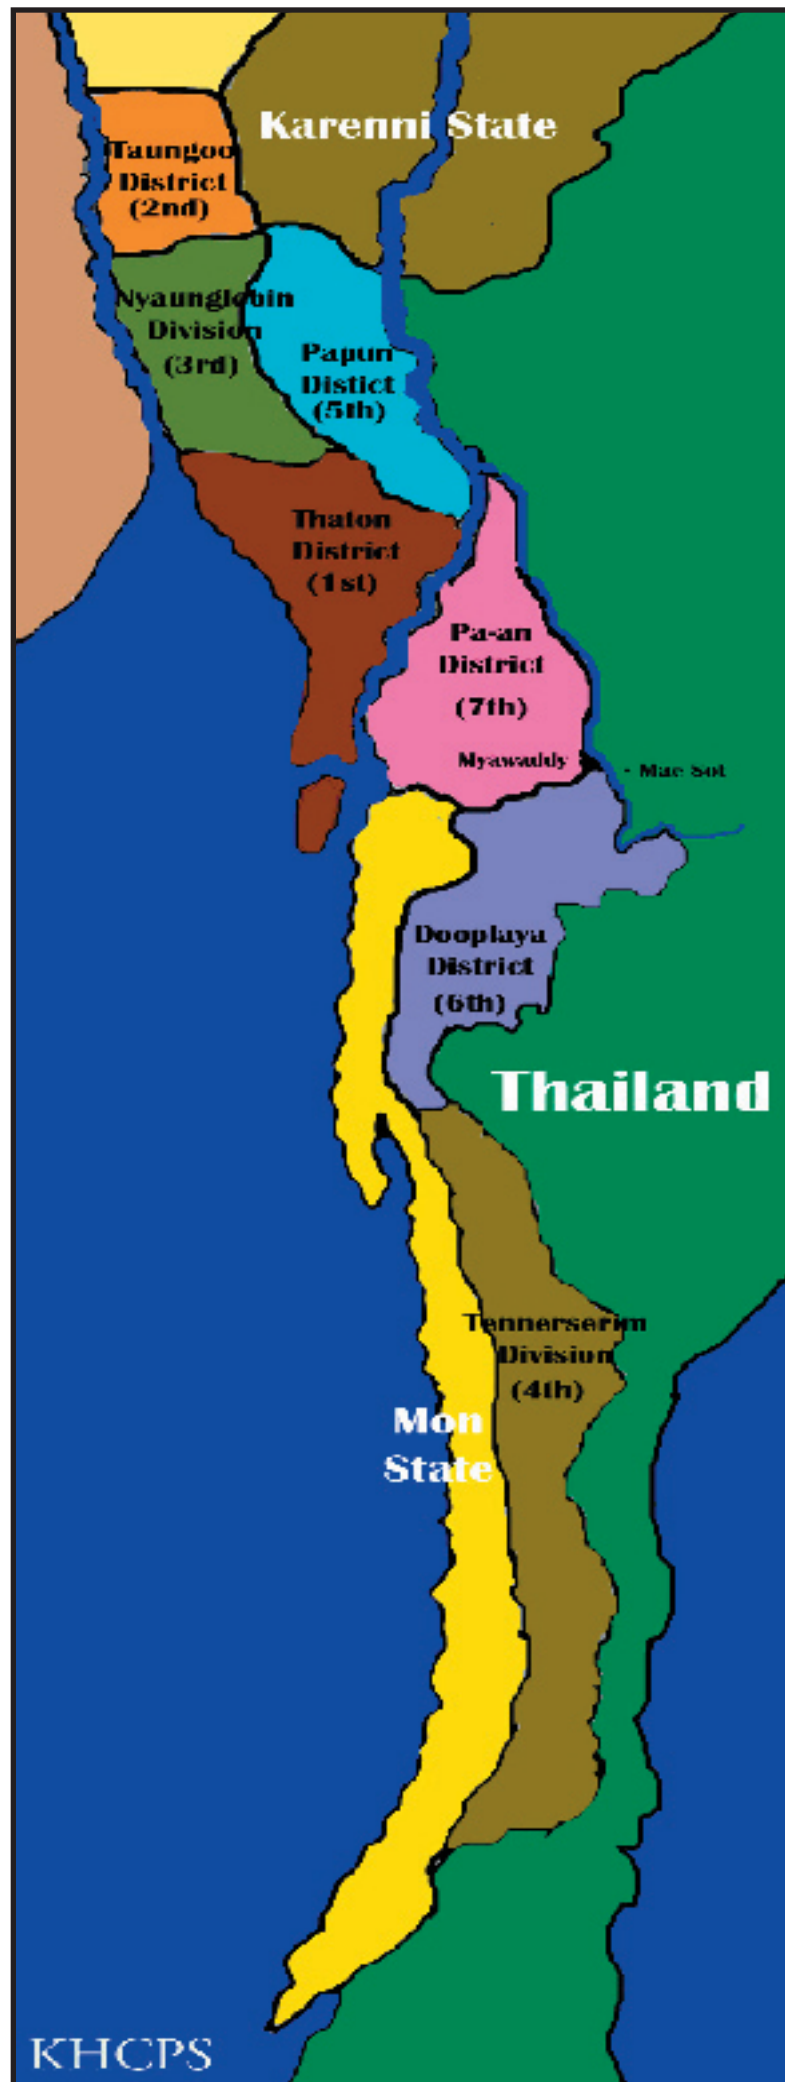 Karenni State
Taungoo
District
(2nd)
Nyaunglebin
Division
(3rd)
Papun
Distict
(5th)
Thaton
District
(1st)
Pa-an
District
(7th)
Myawaddy
- Mae Sot
Dooplaya
District
(6th)
Thailand
Tennerserim
Division
(4th)
Mon
State
KHCPS